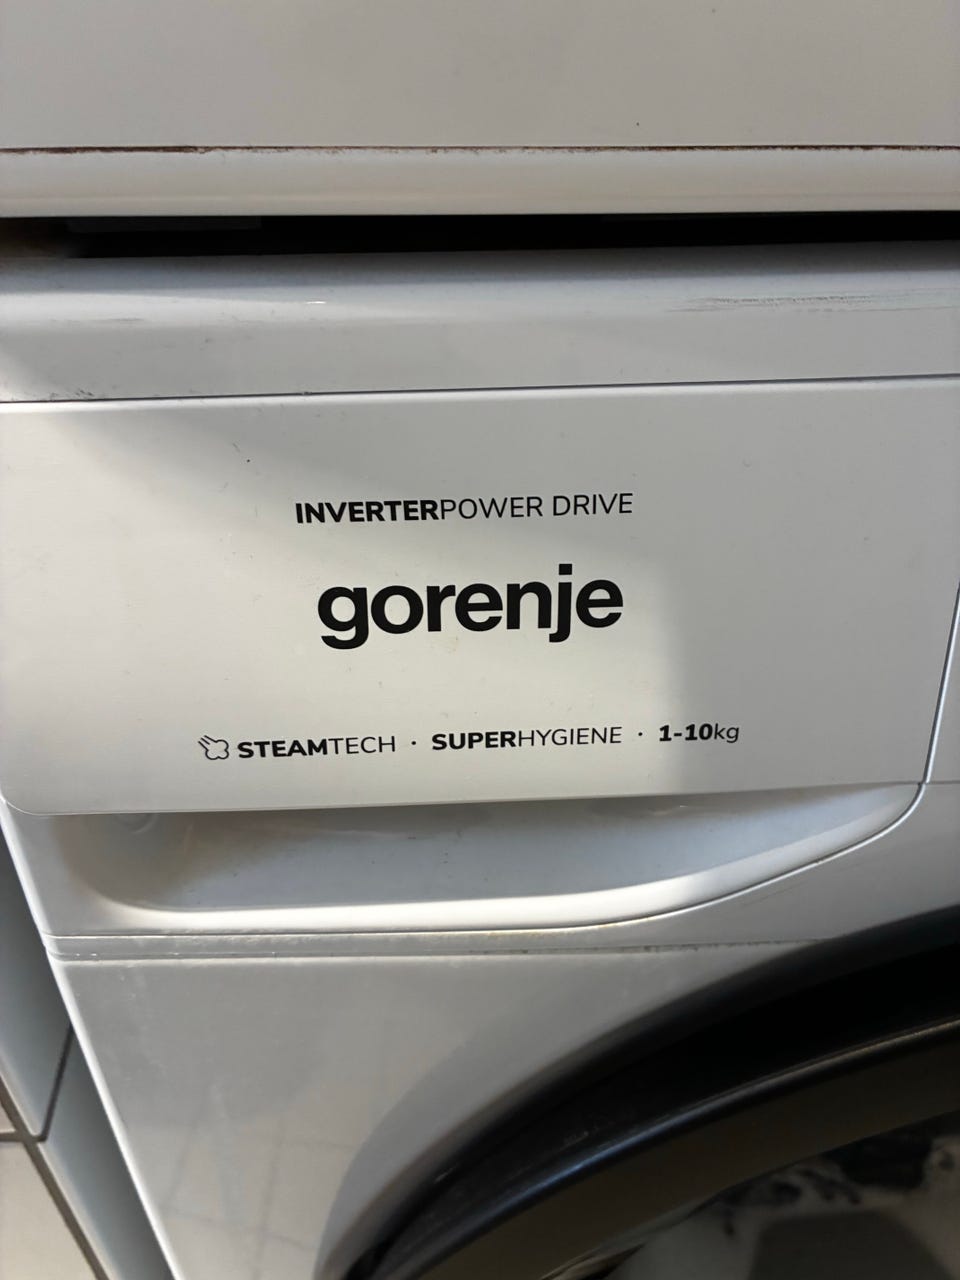 INVERTERPOWER DRIVE
gorenje
STEAMTECH · SUPERHYGIENE · 1-10kg